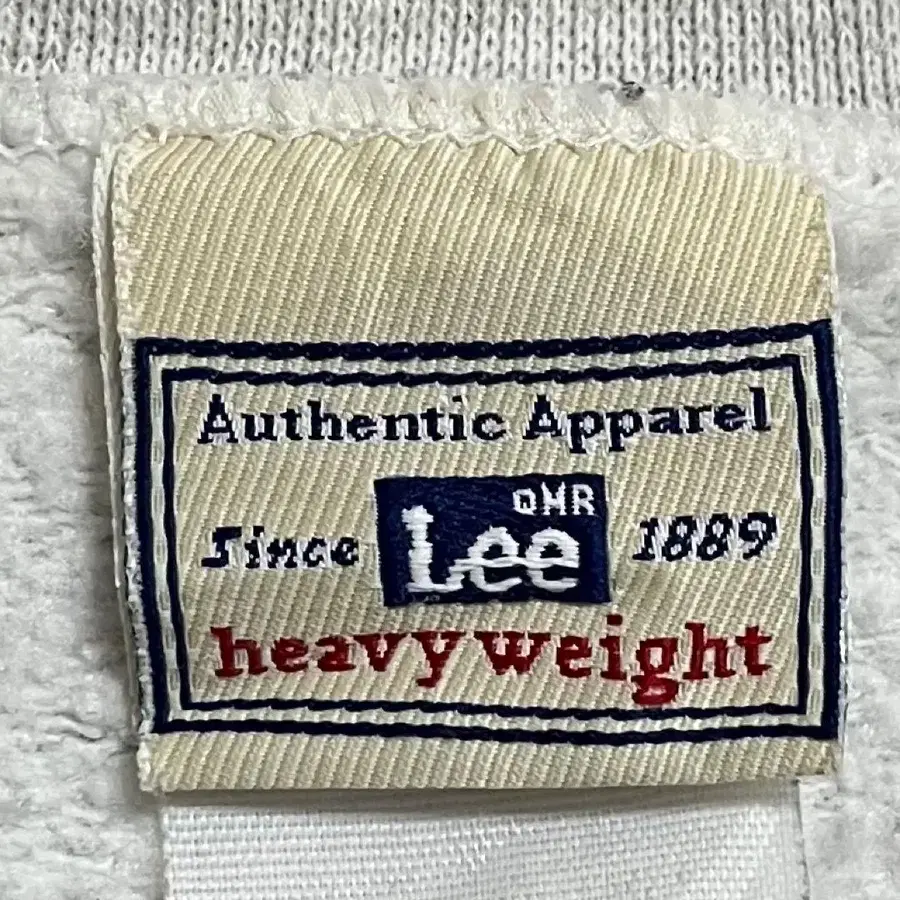 Authentic Apparel
QMR
Since Lee 1889
heavyweight